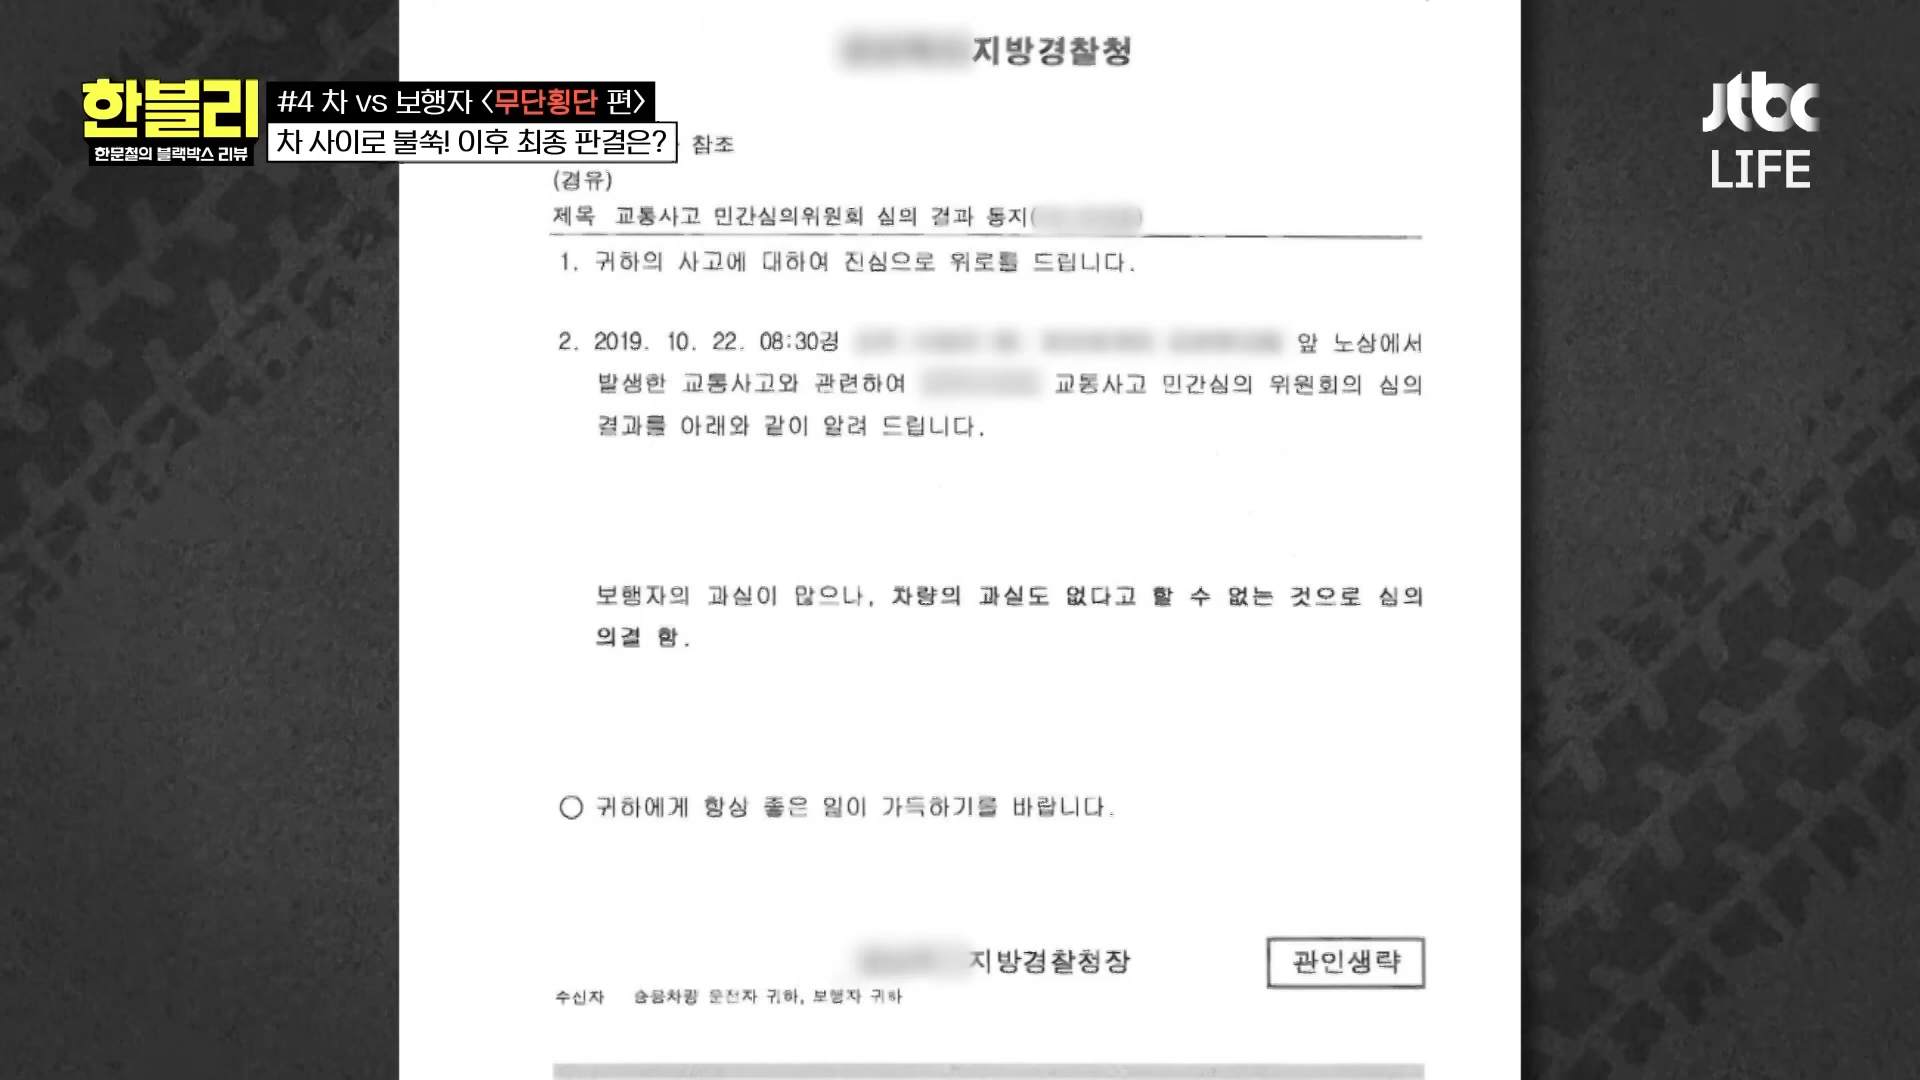 지방경찰청
한블리
한문철의 블랙박스 리뷰
#4 차 vs 보행자 <무단횡단 편>
차 사이로 불쑥! 이후 최종 판결은?
jtbc
LIFE
참조
(경유)
제목 교통사고 민간심의위원회 심의 결과 통지(
1. 귀하의 사고에 대하여 진심으로 위로를 드립니다.
2. 2019. 10. 22. 08:30경 앞 노상에서
발생한 교통사고와 관련하여 교통사고 민간심의 위원회의 심의
결과를 아래와 같이 알려 드립니다.
보행자의 과실이 많으나, 차량의 과실도 없다고 할 수 없는 것으로 심의
의결 함.
○ 귀하에게 항상 좋은 일이 가득하기를 바랍니다.
지방경찰청장
관인생략
수신자 승용차량 운전자 귀하, 보행자 귀하